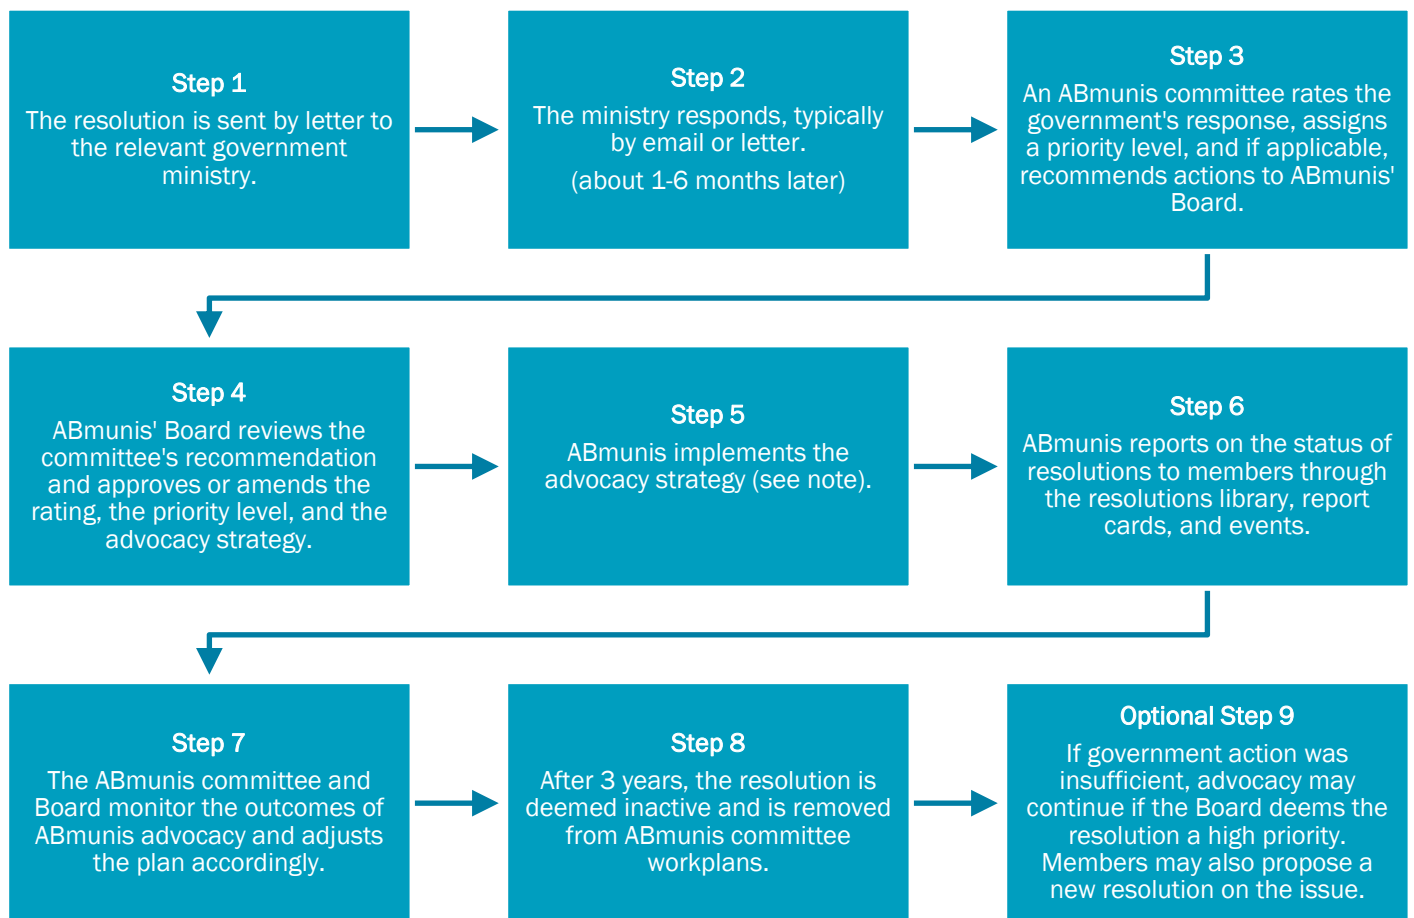 Step 1
The resolution is sent by letter to
the relevant government
ministry.
Step 2
The ministry responds, typically
by email or letter.
(about 1-6 months later)
Step 3
An ABmunis committee rates the
government's response, assigns
a priority level, and if applicable,
recommends actions to ABmunis'
Board.
Step 4
ABmunis' Board reviews the
committee's recommendation
and approves or amends the
rating, the priority level, and the
advocacy strategy.
Step 5
ABmunis implements the
advocacy strategy (see note).
Step 6
ABmunis reports on the status of
resolutions to members through
the resolutions library, report
cards, and events.
Step 7
The ABmunis committee and
Board monitor the outcomes of
ABmunis advocacy and adjusts
the plan accordingly.
Step 8
After 3 years, the resolution is
deemed inactive and is removed
from ABmunis committee
workplans.
Optional Step 9
If government action was
insufficient, advocacy may
continue if the Board deems the
resolution a high priority.
Members may also propose a
new resolution on the issue.